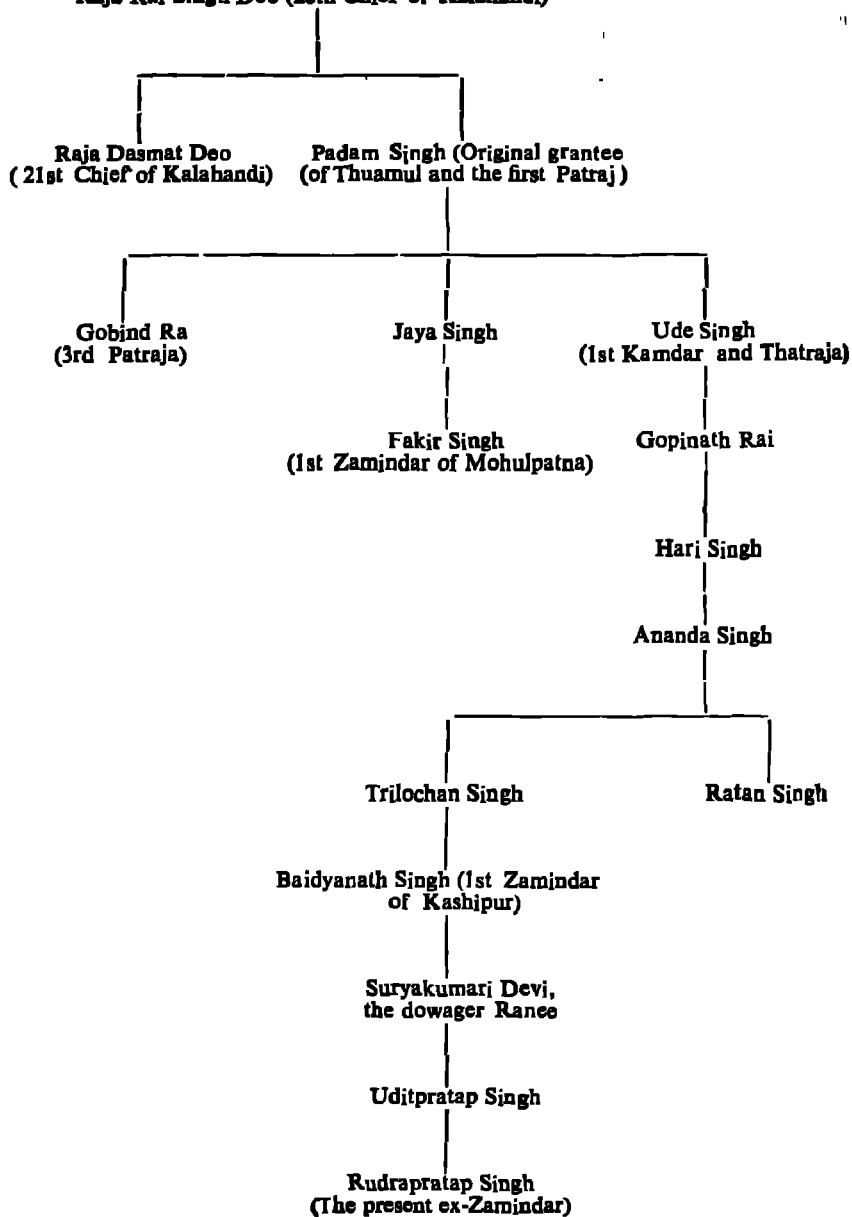 Raja Dasmat Deo
(21st Chief of Kalahandi)
Padam Singh (Original grantee
(of Thuamul and the first Patraj)
Gobind Ra
(3rd Patraja)
Jaya Singh
Ude Singh
(1st Kamdar and Thatraja)
Fakir Singh
(1st Zamindar of Mohulpatna)
Gopinath Rai
Hari Singh
Ananda Singh
Trilochan Singh
Ratan Singh
Baidyanath Singh (1st Zamindar
of Kashipur)
Suryakumari Devi,
the dowager Ranee
Uditpratap Singh
Rudrapratap Singh
(The present ex-Zamindar)